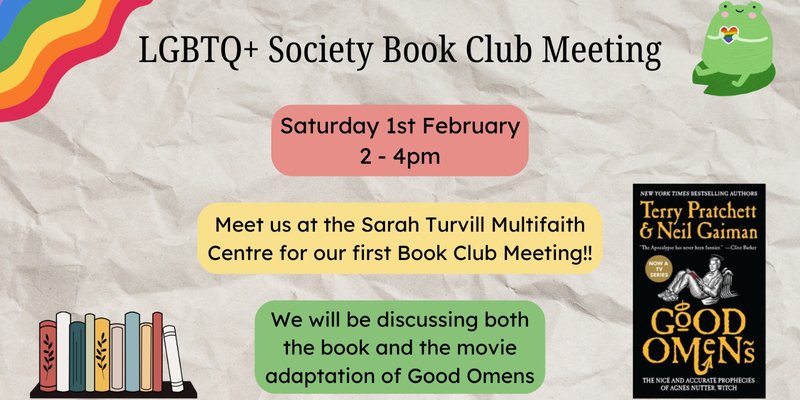 LGBTQ+ Society Book Club Meeting
Saturday 1st February
2 - 4pm
Meet us at the Sarah Turvill Multifaith
Centre for our first Book Club Meeting!!
We will be discussing both
the book and the movie
adaptation of Good Omens
NEW YORK TIMES BESTSELLING AUTHORS
Terry Pratchett
& Neil Gaiman
"The Apocalypse has never been funnier." —Clive Barker
NOW A
TV
SERIES
GOOD
OMENS
THE NICE AND ACCURATE PROPHECIES
OF AGNES NUTTER, WITCH